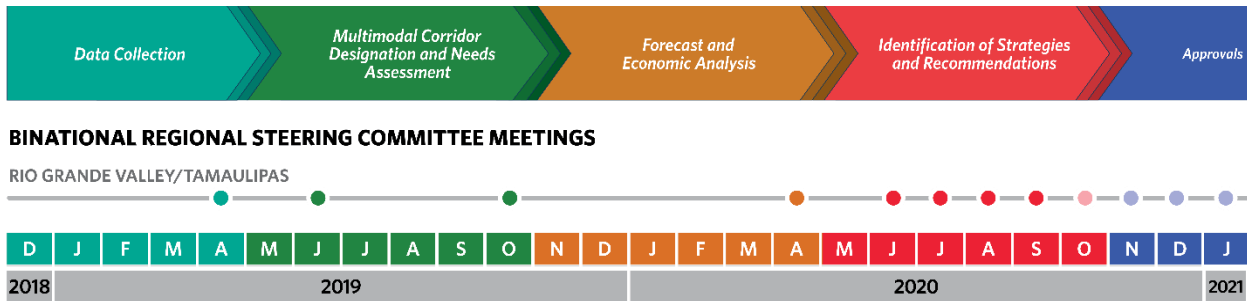 Data Collection
Multimodal Corridor
Designation and Needs
Assessment
Forecast and
Economic Analysis
Identification of Strategies
and Recommendations
Approvals
BINATIONAL REGIONAL STEERING COMMITTEE MEETINGS
RIO GRANDE VALLEY/TAMAULIPAS
D J F M A M J J A S O N D J F M A M J J A S O N D J
2018 2019 2020 2021